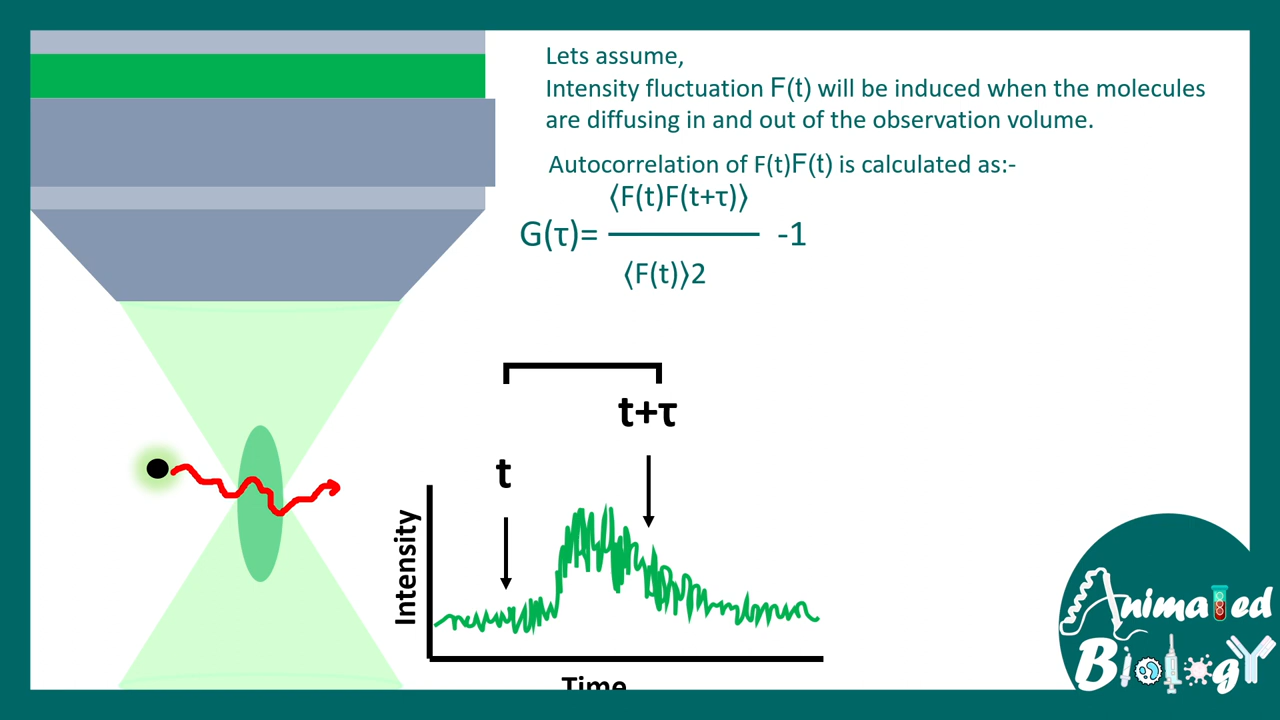 Lets assume,
Intensity fluctuation F(t) will be induced when the molecules
are diffusing in and out of the observation volume.
Autocorrelation of F(t)F(t) is calculated as:-
⟨F(t)F(t+τ)⟩
G(τ)= -1
⟨F(t)⟩2
t+τ
t
Intensity
Time
Animated
Biology